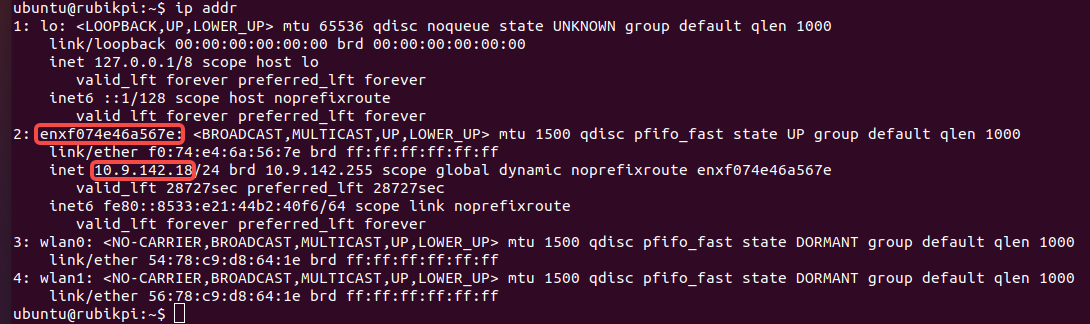 ubuntu@rubikpi:~$ ip addr
1: lo: <LOOPBACK,UP,LOWER_UP> mtu 65536 qdisc noqueue state UNKNOWN group default qlen 1000
    link/loopback 00:00:00:00:00:00 brd 00:00:00:00:00:00
    inet 127.0.0.1/8 scope host lo
       valid_lft forever preferred_lft forever
    inet6 ::1/128 scope host noprefixroute
       valid_lft forever preferred_lft forever
2: enxf074e46a567e: <BROADCAST,MULTICAST,UP,LOWER_UP> mtu 1500 qdisc pfifo_fast state UP group default qlen 1000
    link/ether f0:74:e4:6a:56:7e brd ff:ff:ff:ff:ff:ff
    inet 10.9.142.18/24 brd 10.9.142.255 scope global dynamic noprefixroute enxf074e46a567e
       valid_lft 28727sec preferred_lft 28727sec
    inet6 fe80::8533:e21:44b2:40f6/64 scope link noprefixroute
       valid_lft forever preferred_lft forever
3: wlan0: <NO-CARRIER,BROADCAST,MULTICAST,UP,LOWER_UP> mtu 1500 qdisc pfifo_fast state DORMANT group default qlen 1000
    link/ether 54:78:c9:d8:64:1e brd ff:ff:ff:ff:ff:ff
4: wlan1: <NO-CARRIER,BROADCAST,MULTICAST,UP,LOWER_UP> mtu 1500 qdisc pfifo_fast state DORMANT group default qlen 1000
    link/ether 56:78:c9:d8:64:1e brd ff:ff:ff:ff:ff:ff
ubuntu@rubikpi:~$